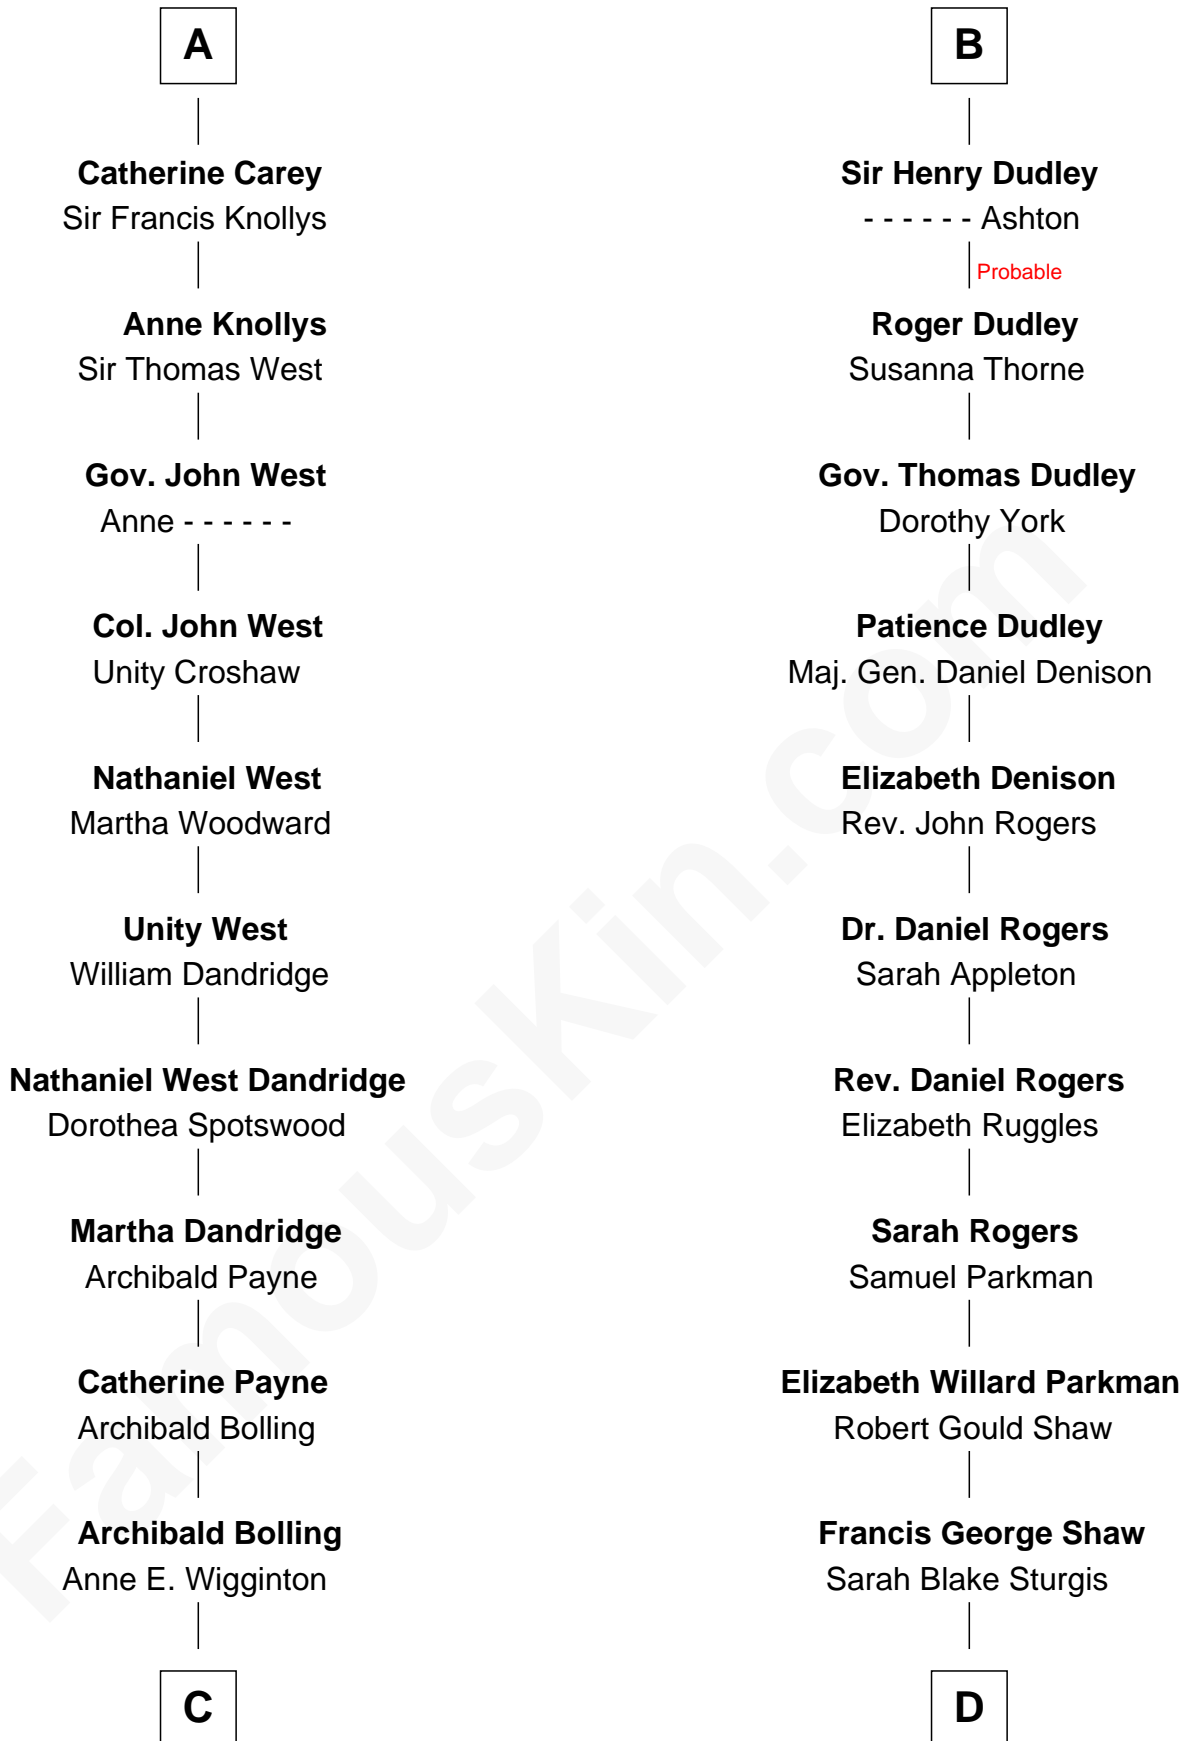 A
Catherine Carey
Sir Francis Knollys
Anne Knollys
Sir Thomas West
Gov. John West
Anne - - - - - -
Col. John West
Unity Croshaw
Nathaniel West
Martha Woodward
Unity West
William Dandridge
Nathaniel West Dandridge
Dorothea Spotswood
Martha Dandridge
Archibald Payne
Catherine Payne
Archibald Bolling
Archibald Bolling
Anne E. Wigginton
C
B
Sir Henry Dudley
- - - - - - Ashton
Probable
Roger Dudley
Susanna Thorne
Gov. Thomas Dudley
Dorothy York
Patience Dudley
Maj. Gen. Daniel Denison
Elizabeth Denison
Rev. John Rogers
Dr. Daniel Rogers
Sarah Appleton
Rev. Daniel Rogers
Elizabeth Ruggles
Sarah Rogers
Samuel Parkman
Elizabeth Willard Parkman
Robert Gould Shaw
Francis George Shaw
Sarah Blake Sturgis
D
FamousKin.com